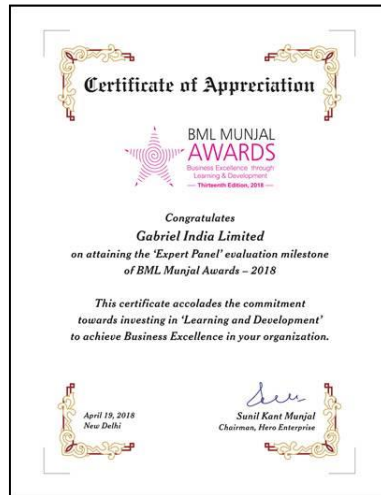 Certificate of Appreciation
BML MUNJAL
AWARDS
Business Excellence through
Learning & Development
Thirteenth Edition, 2018
Congratulates
Gabriel India Limited
on attaining the ‘Expert Panel’ evaluation milestone
of BML Munjal Awards – 2018
This certificate accolades the commitment
towards investing in ‘Learning and Development’
to achieve Business Excellence in your organization.
April 19, 2018
New Delhi
Sunil Kant Munjal
Chairman, Hero Enterprise